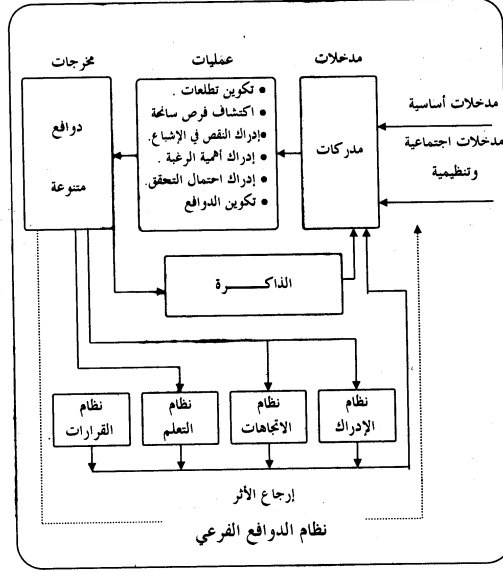 مدخلات
عمليات
مخرجات
مدخلات أساسية
مدخلات اجتماعية
وتنظيمية
مدركات
• تكوين تطلعات .
• اكتشاف فرص سانحة
• إدراك النقص في الإشباع.
• إدراك أهمية الرغبة .
• إدراك احتمال التحقق.
• تكوين الدوافع
دوافع
متنوعة
الذاكـــــرة
نظام
الإدراك
نظام
الاتجاهات
نظام
التعلم
نظام
القرارات
إرجاع الأثر
نظام الدوافع الفرعي